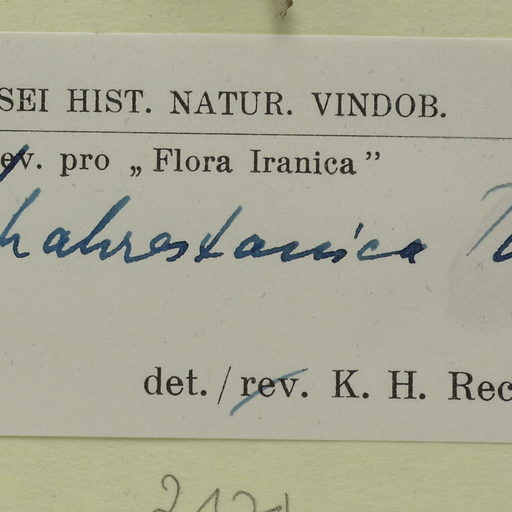 SEI HIST. NATUR. VINDOB.
ev. pro „ Flora Iranica ”
hahrestanica
det. / rev. K. H. Rec